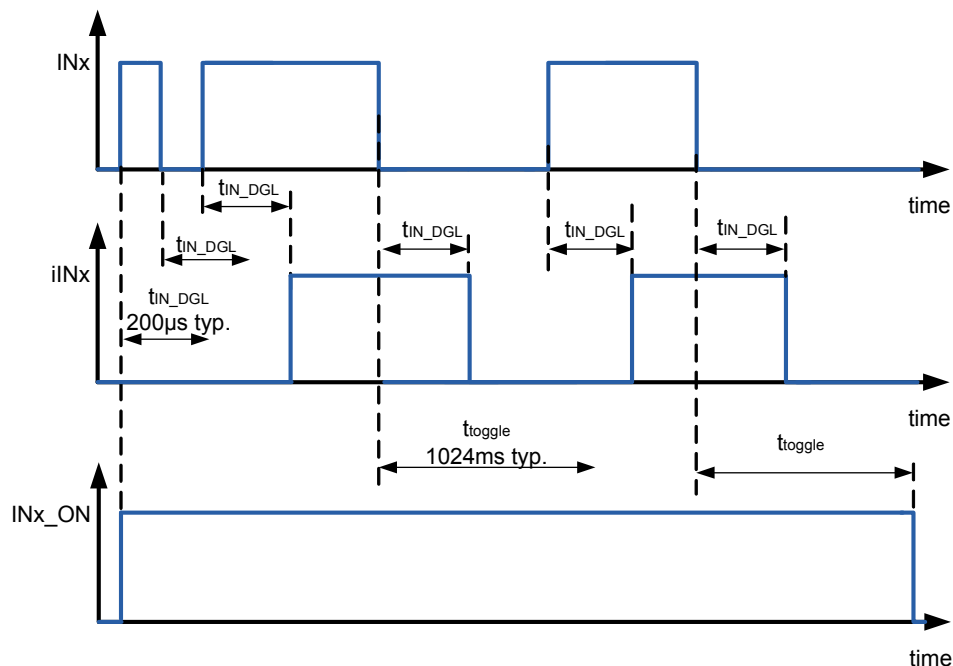 INx
time
tIN_DGL
tIN_DGL
tIN_DGL
tIN_DGL
tIN_DGL
iINx
tIN_DGL
200µs typ.
time
ttoggle
1024ms typ.
ttoggle
INx_ON
time